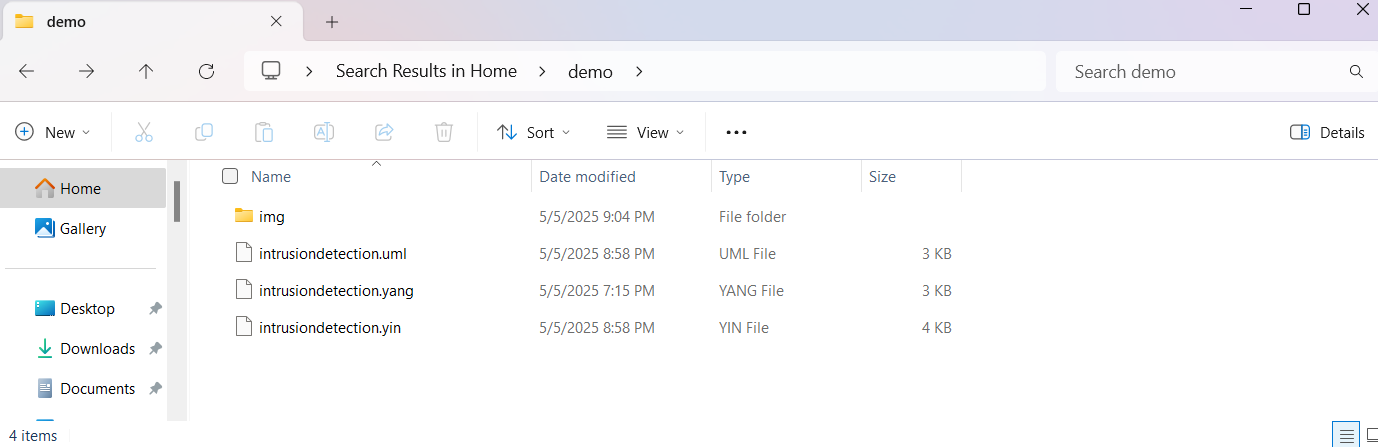 demo
Search Results in Home demo
Search demo
New
Sort
View
Details
Home
Gallery
Desktop
Downloads
Documents
Name Date modified Type Size
img 5/5/2025 9:04 PM File folder
intrusiondetection.uml 5/5/2025 8:58 PM UML File 3 KB
intrusiondetection.yang 5/5/2025 7:15 PM YANG File 3 KB
intrusiondetection.yin 5/5/2025 8:58 PM YIN File 4 KB
4 items